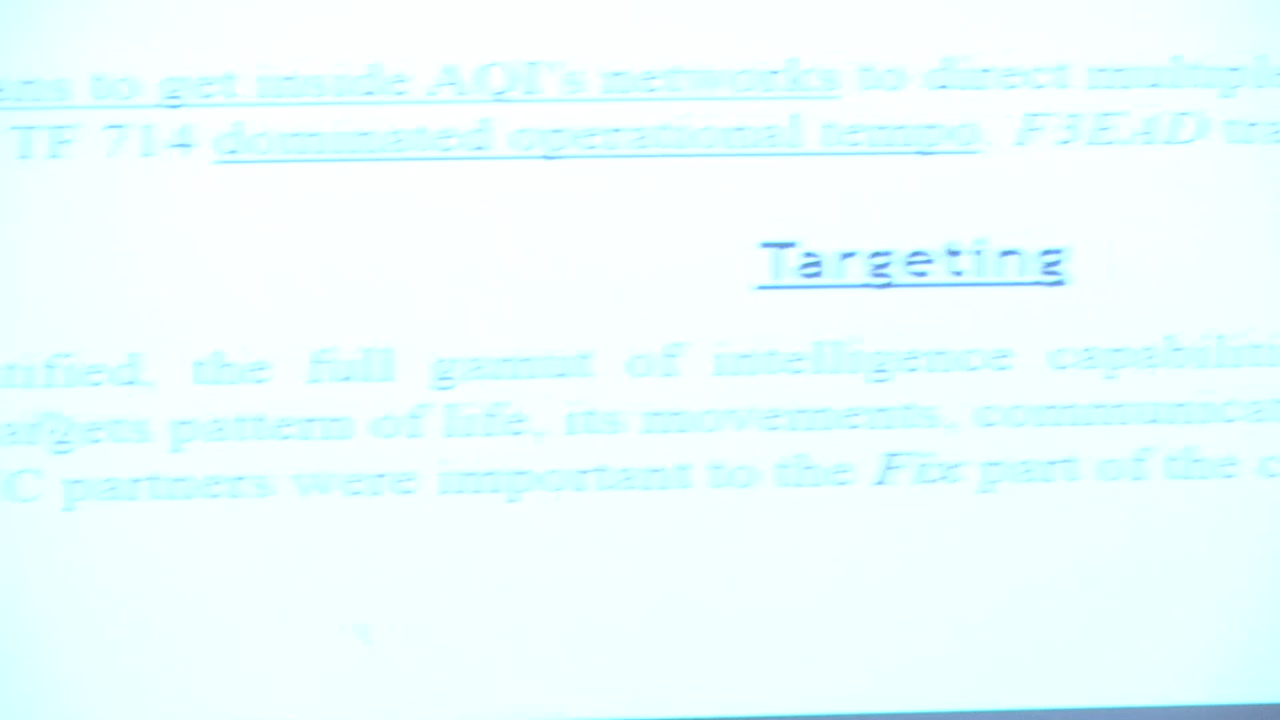 to get inside AQI's networks to direct
TF 714 dominated operational tempo. F3EAD
Targeting
the full gamut of intelligence
pattern of life, its movements,
partners were important to the Fix part of the